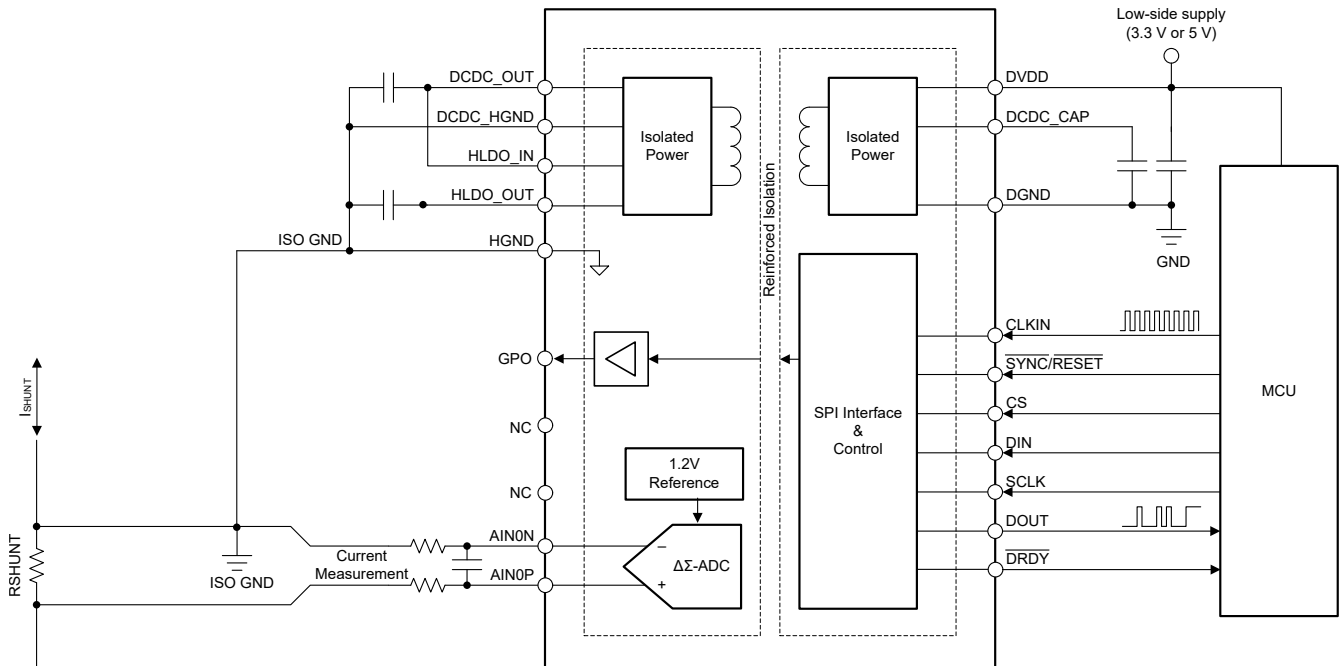 Low-side supply
(3.3 V or 5 V)
DCDC_OUT
DCDC_HGND
HLDO_IN
HLDO_OUT
ISO GND
HGND
Isolated
Power
Reinforced Isolation
Isolated
Power
DVDD
DCDC_CAP
DGND
GND
GPO
NC
NC
1.2V
Reference
AIN0N
AIN0P
ΔΣ-ADC
−
+
ISHUNT
RSHUNT
ISO GND
Current
Measurement
SPI Interface
&
Control
CLKIN
SYNC/RESET
CS
DIN
SCLK
DOUT
DRDY
MCU